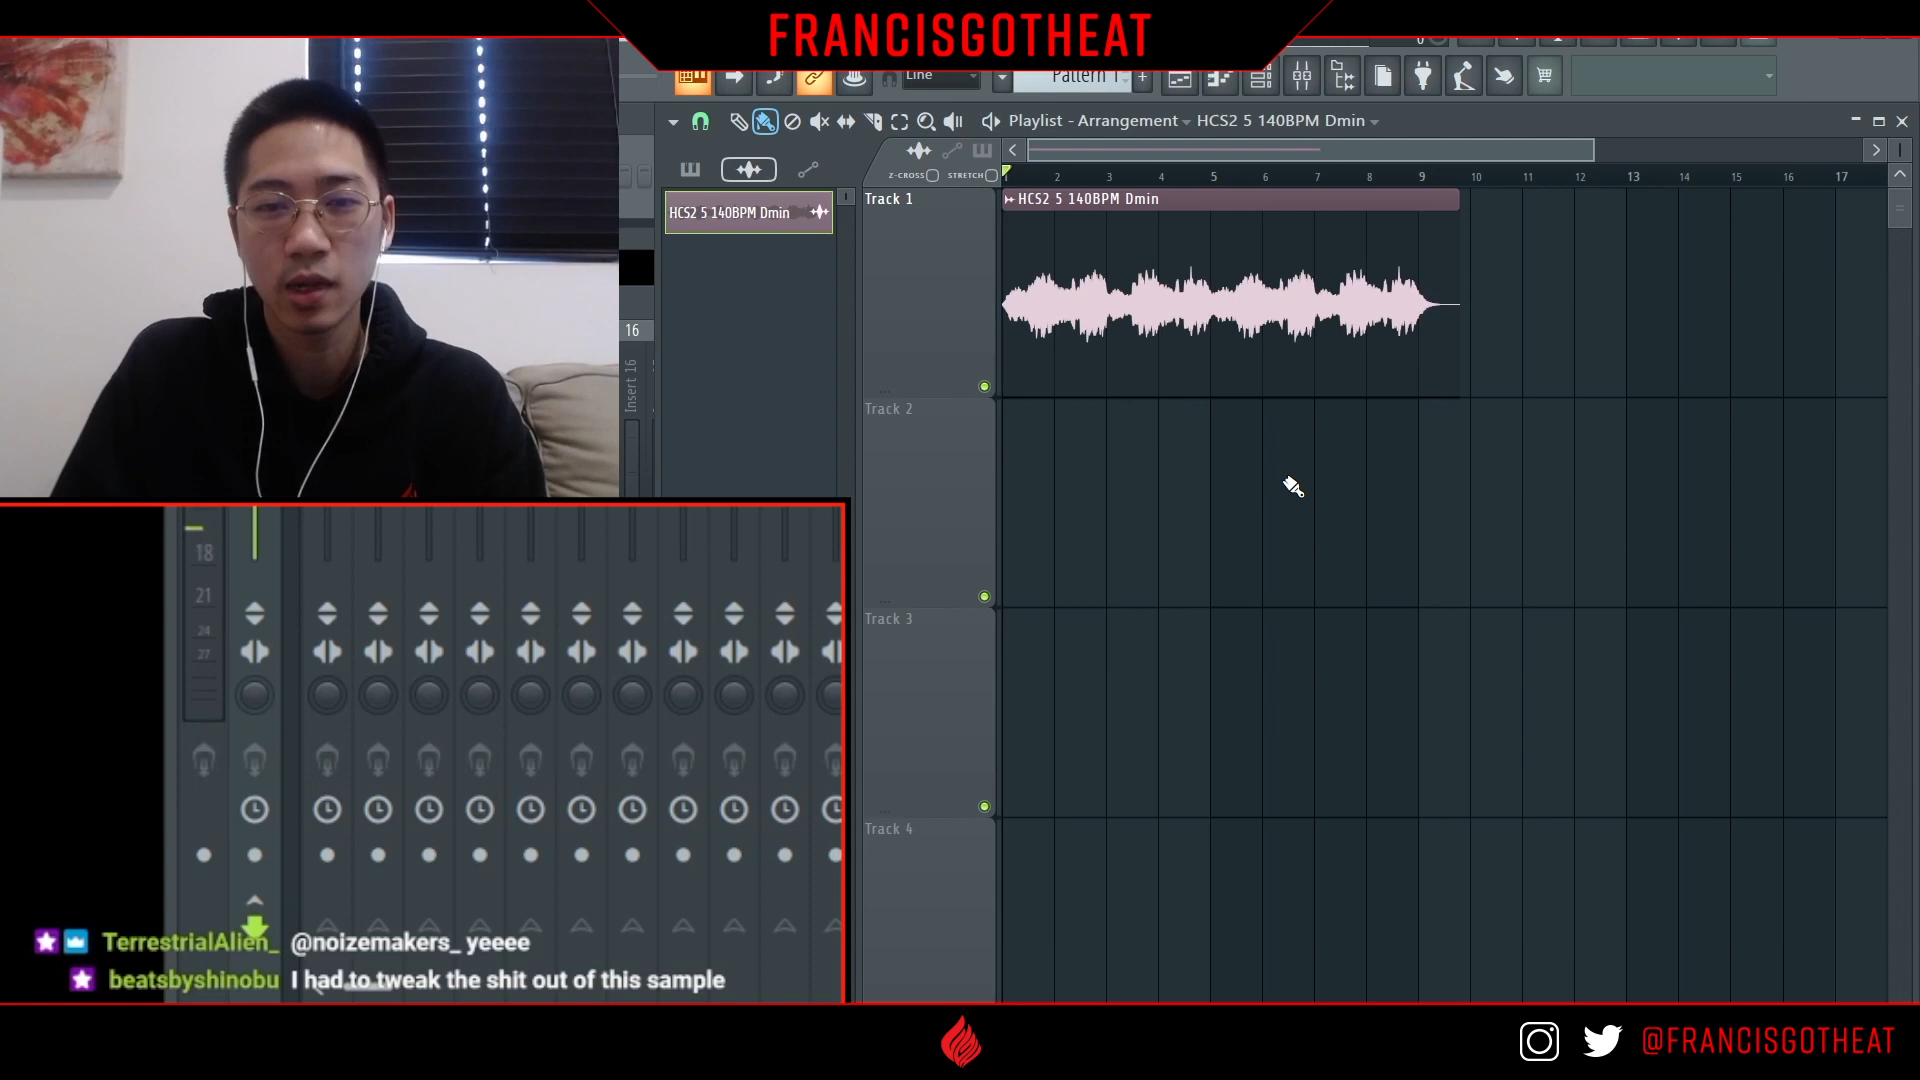 FRANCISGOTHEAT
Line
Pattern 1
+
Playlist - Arrangement
HCS2 5 140BPM Dmin
Z-CROSS
STRETCH
1 2 3 4 5 6 7 8 9 10 11 12 13 14 15 16 17
HCS2 5 140BPM Dmin
Track 1
HCS2 5 140BPM Dmin
16
Insert 16
Track 2
Track 3
Track 4
18
21
24
27
TerrestrialAlien_ @noizemakers_ yeeee
beatsbyshinobu I had to tweak the shit out of this sample
@FRANCISGOTHEAT